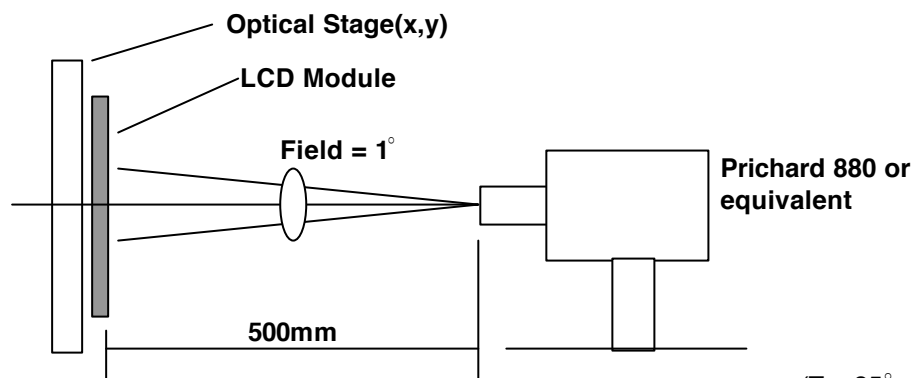 Optical Stage(x,y)
LCD Module
Field = 1°
Prichard 880 or
equivalent
500mm